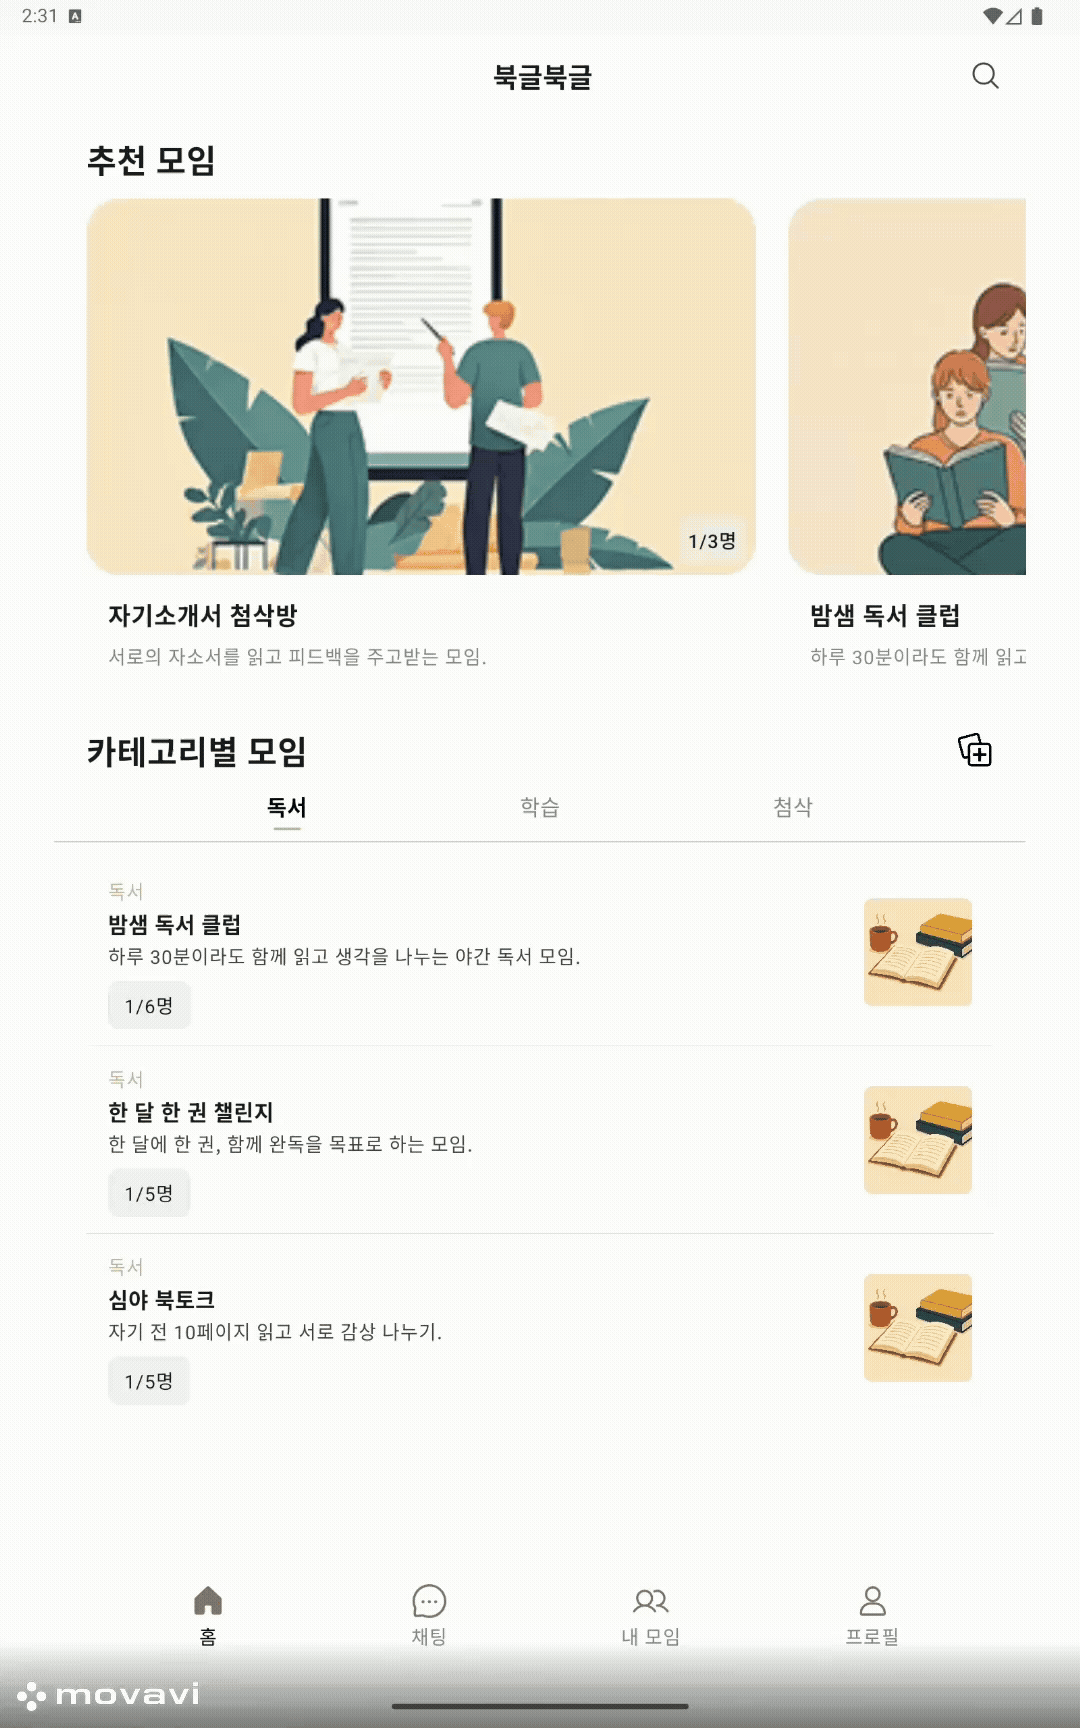 2:31
북글북글
추천 모임
1/3명
자기소개서 첨삭방
서로의 자소서를 읽고 피드백을 주고받는 모임.
밤샘 독서 클럽
하루 30분이라도 함께 읽고
카테고리별 모임
독서 학습 첨삭
독서
밤샘 독서 클럽
하루 30분이라도 함께 읽고 생각을 나누는 야간 독서 모임.
1/6명
독서
한 달 한 권 챌린지
한 달에 한 권, 함께 완독을 목표로 하는 모임.
1/5명
독서
심야 북토크
자기 전 10페이지 읽고 서로 감상 나누기.
1/5명
홈 채팅 내 모임 프로필
movavi